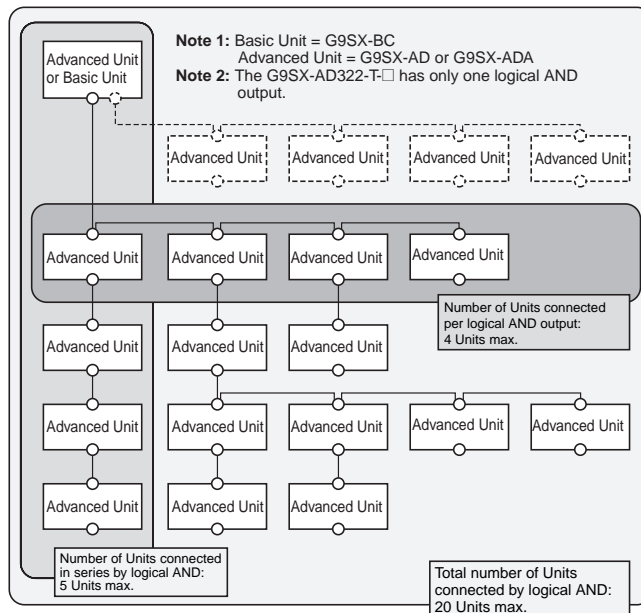 Advanced Unit
or Basic Unit
Note 1: Basic Unit = G9SX-BC
Advanced Unit = G9SX-AD or G9SX-ADA
Note 2: The G9SX-AD322-T-□ has only one logical AND
output.
Advanced Unit
Advanced Unit
Advanced Unit
Advanced Unit
Advanced Unit
Advanced Unit
Advanced Unit
Advanced Unit
Number of Units connected
per logical AND output:
4 Units max.
Advanced Unit
Advanced Unit
Advanced Unit
Advanced Unit
Advanced Unit
Advanced Unit
Advanced Unit
Advanced Unit
Advanced Unit
Advanced Unit
Advanced Unit
Number of Units connected
in series by logical AND:
5 Units max.
Total number of Units
connected by logical AND:
20 Units max.